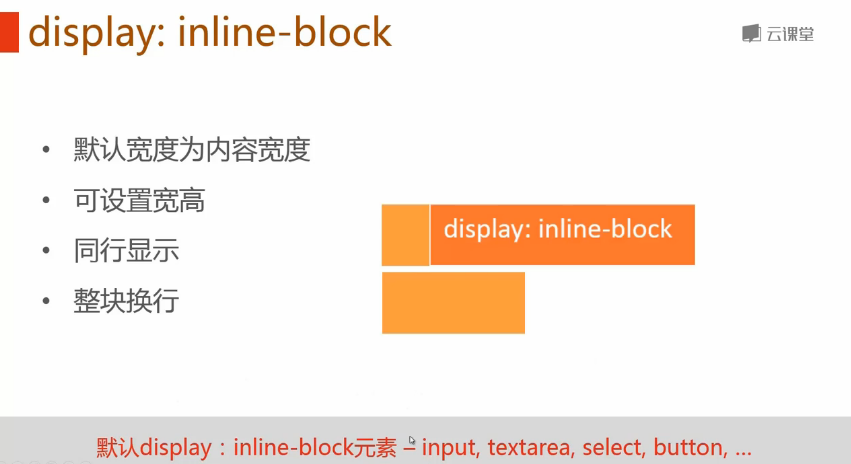 display: inline-block
云课堂
• 默认宽度为内容宽度
• 可设置宽高
• 同行显示
• 整块换行
display: inline-block
默认display：inline-block元素 – input, textarea, select, button, ...